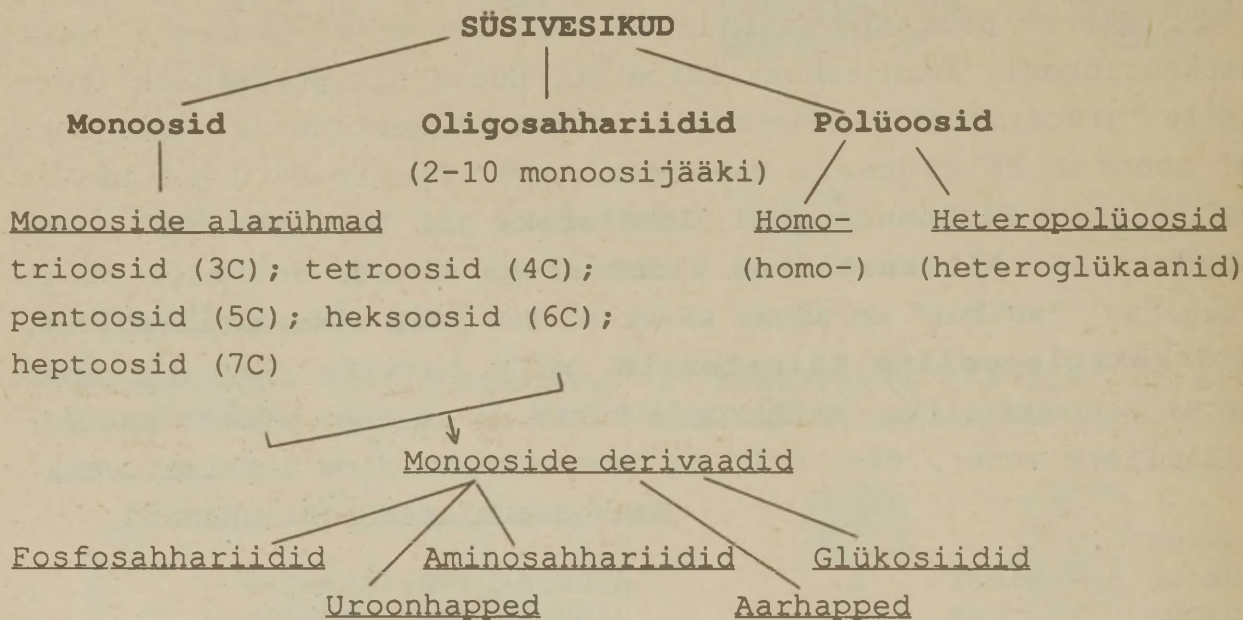 SÜSIVESIKUD
Monoosid Oligosahhariidid Polüoosid
(2-10 monoosijääki)
Monooside alarühmad Homo- Heteropolüoosid
trioosid (3C); tetroosid (4C); (homo-) (heteroglükaanid)
pentoosid (5C); heksoosid (6C);
heptoosid (7C)
Monooside derivaadid
Fosfosahhariidid Aminosahhariidid Glükosiidid
Uroonhapped Aarhapped